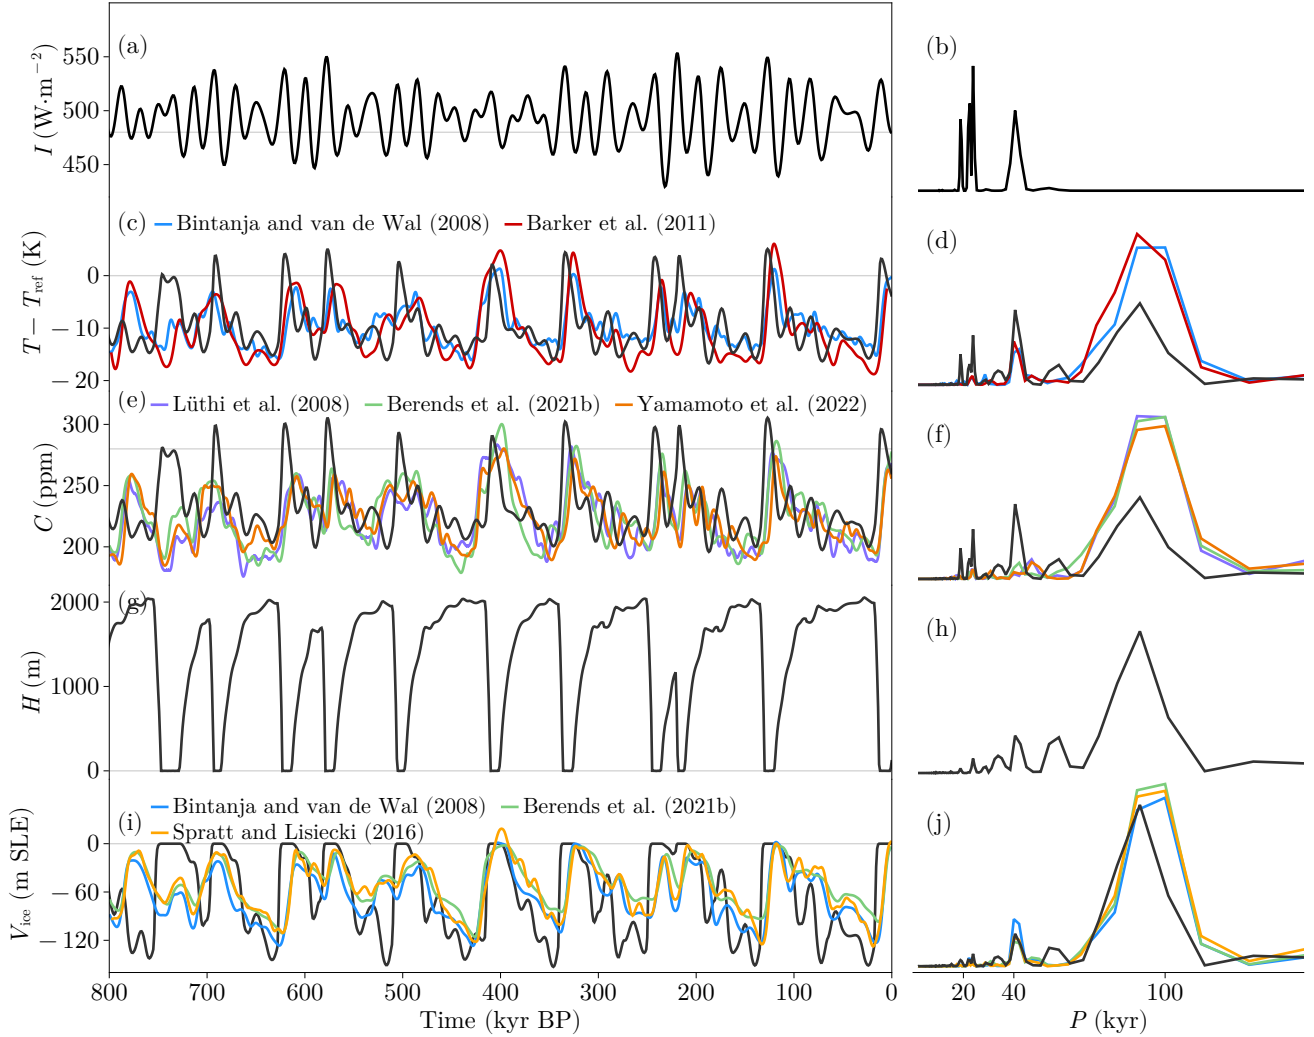 (a)
(b)
550
500
450
I (W·m−2)
(c)
Bintanja and van de Wal (2008)
Barker et al. (2011)
(d)
0
−10
−20
T − Tref (K)
(e)
Lüthi et al. (2008)
Berends et al. (2021b)
Yamamoto et al. (2022)
(f)
300
250
200
C (ppm)
(g)
(h)
2000
1000
0
H (m)
Bintanja and van de Wal (2008)
Berends et al. (2021b)
(i)
Spratt and Lisiecki (2016)
(j)
0
−60
−120
Vice (m SLE)
800 700 600 500 400 300 200 100 0
Time (kyr BP)
20 40 100
P (kyr)